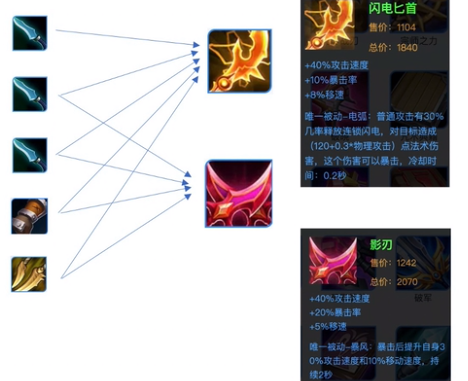 闪电匕首
售价：1104
总价：1840
+40%攻击速度
+10%暴击率
+8%移速
唯一被动-电弧：普通攻击有30%
几率释放连锁闪电，对目标造成
（120+0.3*物理攻击）点法术伤
害，这个伤害可以暴击，冷却时
间：0.2秒
影刃
售价：1242
总价：2070
+40%攻击速度
+20%暴击率
+5%移速
唯一被动-暴风：暴击后提升自身3
0%攻击速度和10%移动速度，持
续2秒